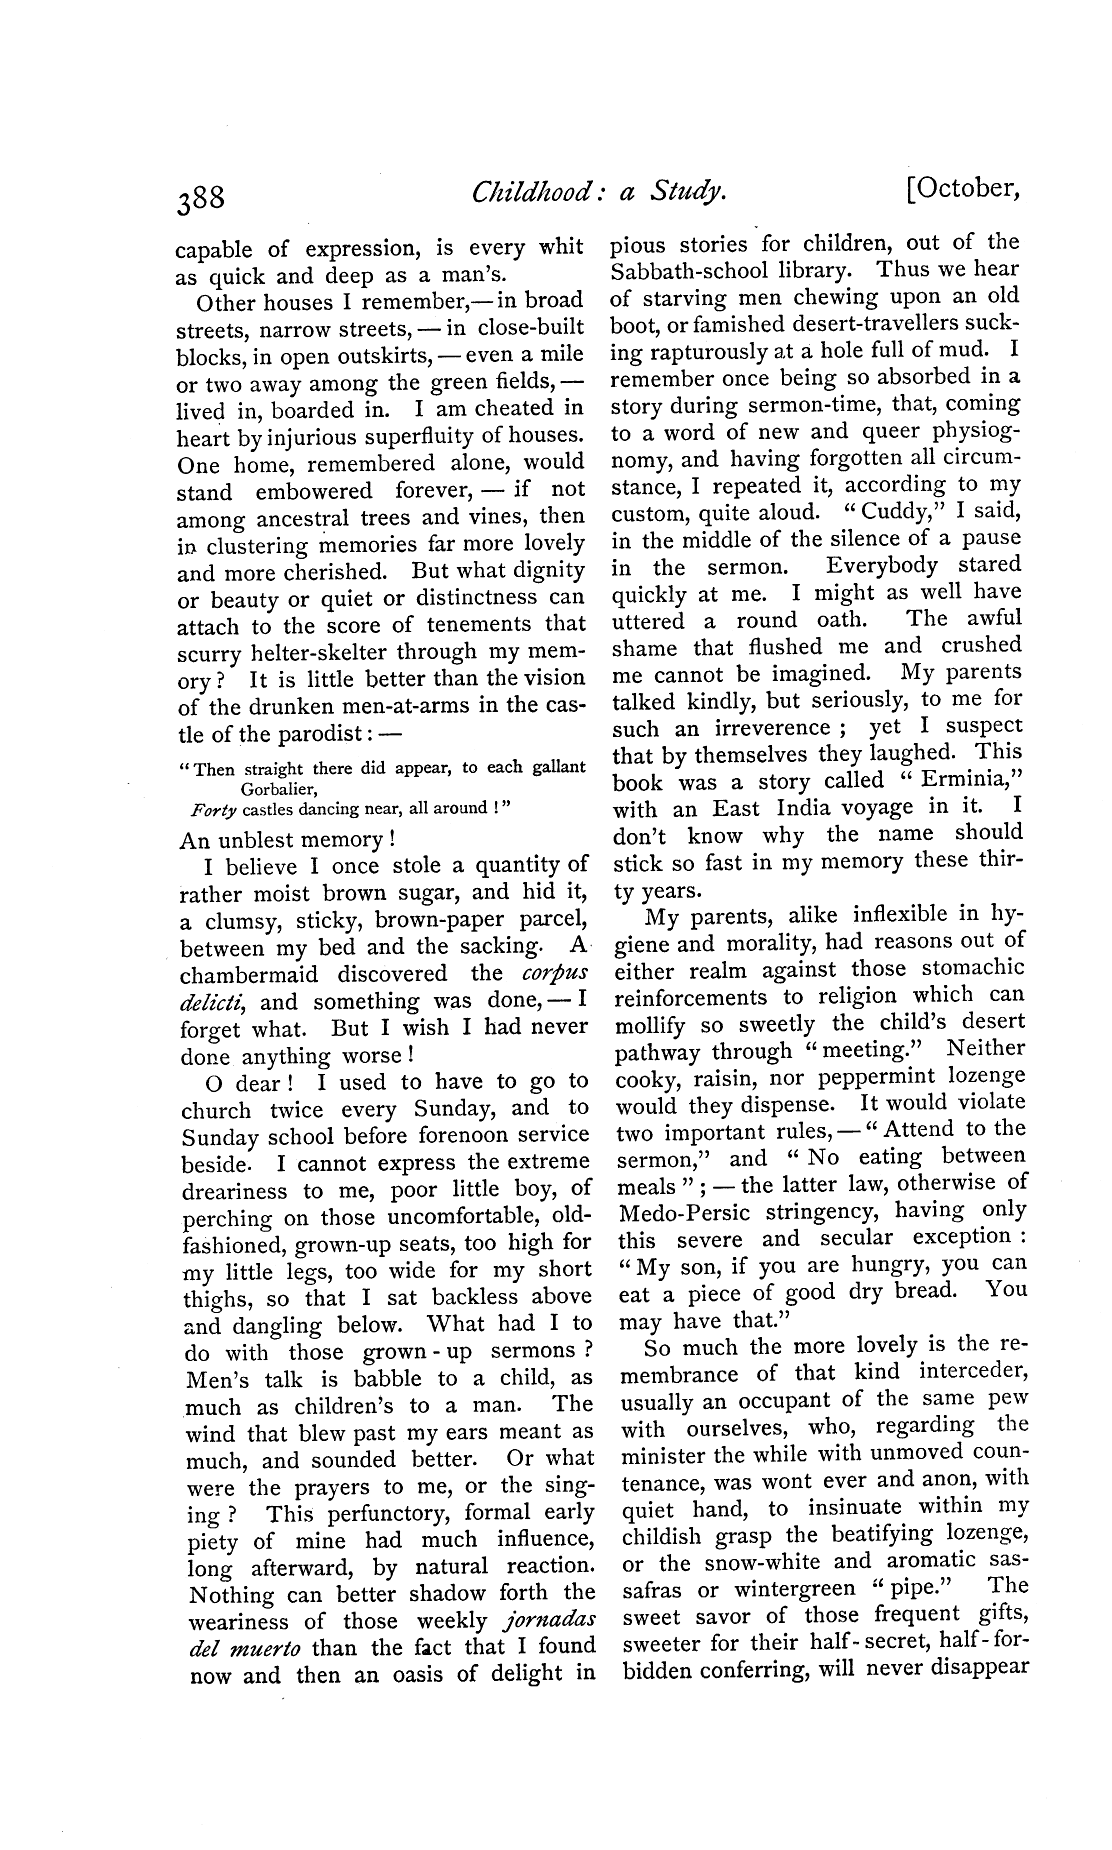 388 Childhood: a Study. [October,
capable of expression, is every whit
as quick and deep as a man's.
Other houses I remember,—in broad
streets, narrow streets, — in close-built
blocks, in open outskirts, — even a mile
or two away among the green fields, —
lived in, boarded in. I am cheated in
heart by injurious superfluity of houses.
One home, remembered alone, would
stand embowered forever, — if not
among ancestral trees and vines, then
in clustering memories far more lovely
and more cherished. But what dignity
or beauty or quiet or distinctness can
attach to the score of tenements that
scurry helter-skelter through my mem-
ory? It is little better than the vision
of the drunken men-at-arms in the cas-
tle of the parodist: —
"Then straight there did appear, to each gallant
Gorbalier,
Forty castles dancing near, all around!"
An unblest memory!
I believe I once stole a quantity of
rather moist brown sugar, and hid it,
a clumsy, sticky, brown-paper parcel,
between my bed and the sacking. A
chambermaid discovered the corpus
delicti, and something was done, — I
forget what. But I wish I had never
done anything worse!
O dear! I used to have to go to
church twice every Sunday, and to
Sunday school before forenoon service
beside. I cannot express the extreme
dreariness to me, poor little boy, of
perching on those uncomfortable, old-
fashioned, grown-up seats, too high for
my little legs, too wide for my short
thighs, so that I sat backless above
and dangling below. What had I to
do with those grown-up sermons?
Men's talk is babble to a child, as
much as children's to a man. The
wind that blew past my ears meant as
much, and sounded better. Or what
were the prayers to me, or the sing-
ing? This perfunctory, formal early
piety of mine had much influence,
long afterward, by natural reaction.
Nothing can better shadow forth the
weariness of those weekly jornadas
del muerto than the fact that I found
now and then an oasis of delight in
pious stories for children, out of the
Sabbath-school library. Thus we hear
of starving men chewing upon an old
boot, or famished desert-travellers suck-
ing rapturously at a hole full of mud. I
remember once being so absorbed in a
story during sermon-time, that, coming
to a word of new and queer physiog-
nomy, and having forgotten all circum-
stance, I repeated it, according to my
custom, quite aloud. "Cuddy," I said,
in the middle of the silence of a pause
in the sermon. Everybody stared
quickly at me. I might as well have
uttered a round oath. The awful
shame that flushed me and crushed
me cannot be imagined. My parents
talked kindly, but seriously, to me for
such an irreverence; yet I suspect
that by themselves they laughed. This
book was a story called "Erminia,"
with an East India voyage in it. I
don't know why the name should
stick so fast in my memory these thir-
ty years.
My parents, alike inflexible in hy-
giene and morality, had reasons out of
either realm against those stomachic
reinforcements to religion which can
mollify so sweetly the child's desert
pathway through "meeting." Neither
cooky, raisin, nor peppermint lozenge
would they dispense. It would violate
two important rules, — "Attend to the
sermon," and "No eating between
meals"; — the latter law, otherwise of
Medo-Persic stringency, having only
this severe and secular exception:
"My son, if you are hungry, you can
eat a piece of good dry bread. You
may have that."
So much the more lovely is the re-
membrance of that kind interceder,
usually an occupant of the same pew
with ourselves, who, regarding the
minister the while with unmoved coun-
tenance, was wont ever and anon, with
quiet hand, to insinuate within my
childish grasp the beatifying lozenge,
or the snow-white and aromatic sas-
safras or wintergreen "pipe." The
sweet savor of those frequent gifts,
sweeter for their half-secret, half-for-
bidden conferring, will never disappear